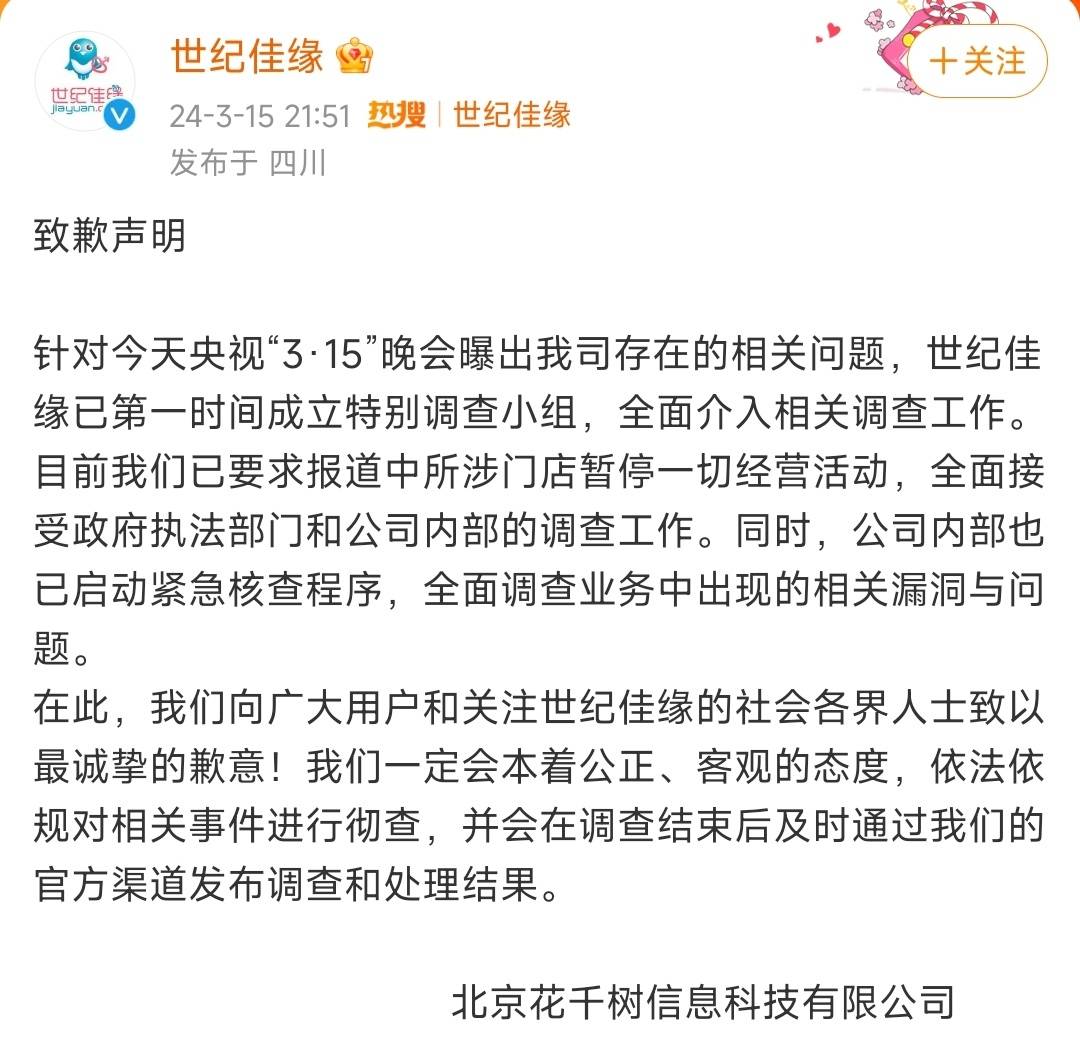 世纪佳缘
世纪佳缘
jiayuan.c
24-3-15 21:51 热搜 世纪佳缘
发布于 四川
十关注
致歉声明
针对今天央视“3·15”晚会曝出我司存在的相关问题，世纪佳
缘已第一时间成立特别调查小组，全面介入相关调查工作。
目前我们已要求报道中所涉门店暂停一切经营活动，全面接
受政府执法部门和公司内部的调查工作。同时，公司内部也
已启动紧急核查程序，全面调查业务中出现的相关漏洞与问
题。
在此，我们向广大用户和关注世纪佳缘的社会各界人士致以
最诚挚的歉意！我们一定会本着公正、客观的态度，依法依
规对相关事件进行彻查，并会在调查结束后及时通过我们的
官方渠道发布调查和处理结果。
北京花千树信息科技有限公司